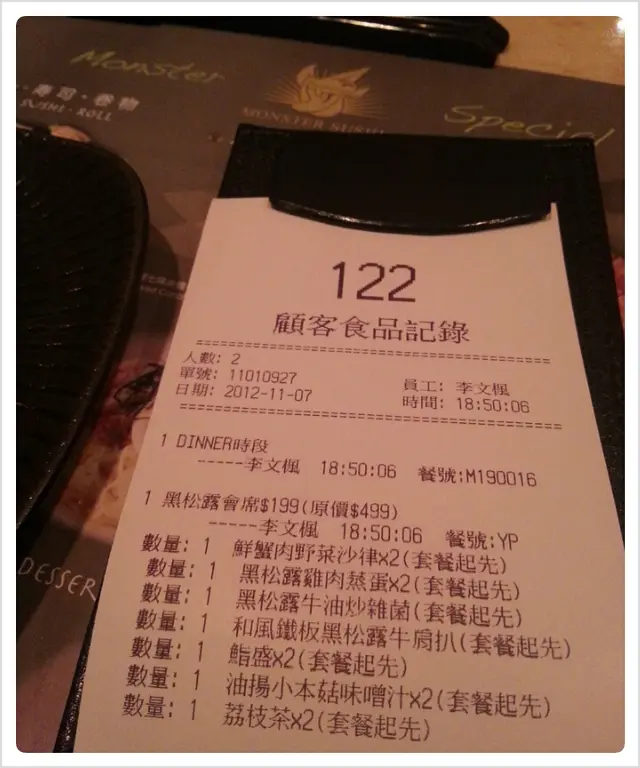 Monster
Special
寿司·卷物
SUSHI·ROLL
MONSTER SUSHI
122
顧客食品記錄
人數: 2
單號: 11010927 員工: 李文楓
日期: 2012-11-07 時間: 18:50:06
1 DINNER時段
-----李文楓 18:50:06 餐號:M190016
1 黑松露會席$199(原價$499)
-----李文楓 18:50:06 餐號:YP
數量: 1 鮮蟹肉野菜沙律x2(套餐起先)
數量: 1 黑松露雞肉蒸蛋x2(套餐起先)
數量: 1 黑松露牛油炒雜菌(套餐起先)
數量: 1 和風鐵板黑松露牛肩扒(套餐起先)
數量: 1 鮨盛X2(套餐起先)
數量: 1 油揚小本菇味噌汁x2(套餐起先)
數量: 1 荔枝茶x2(套餐起先)
DESSER